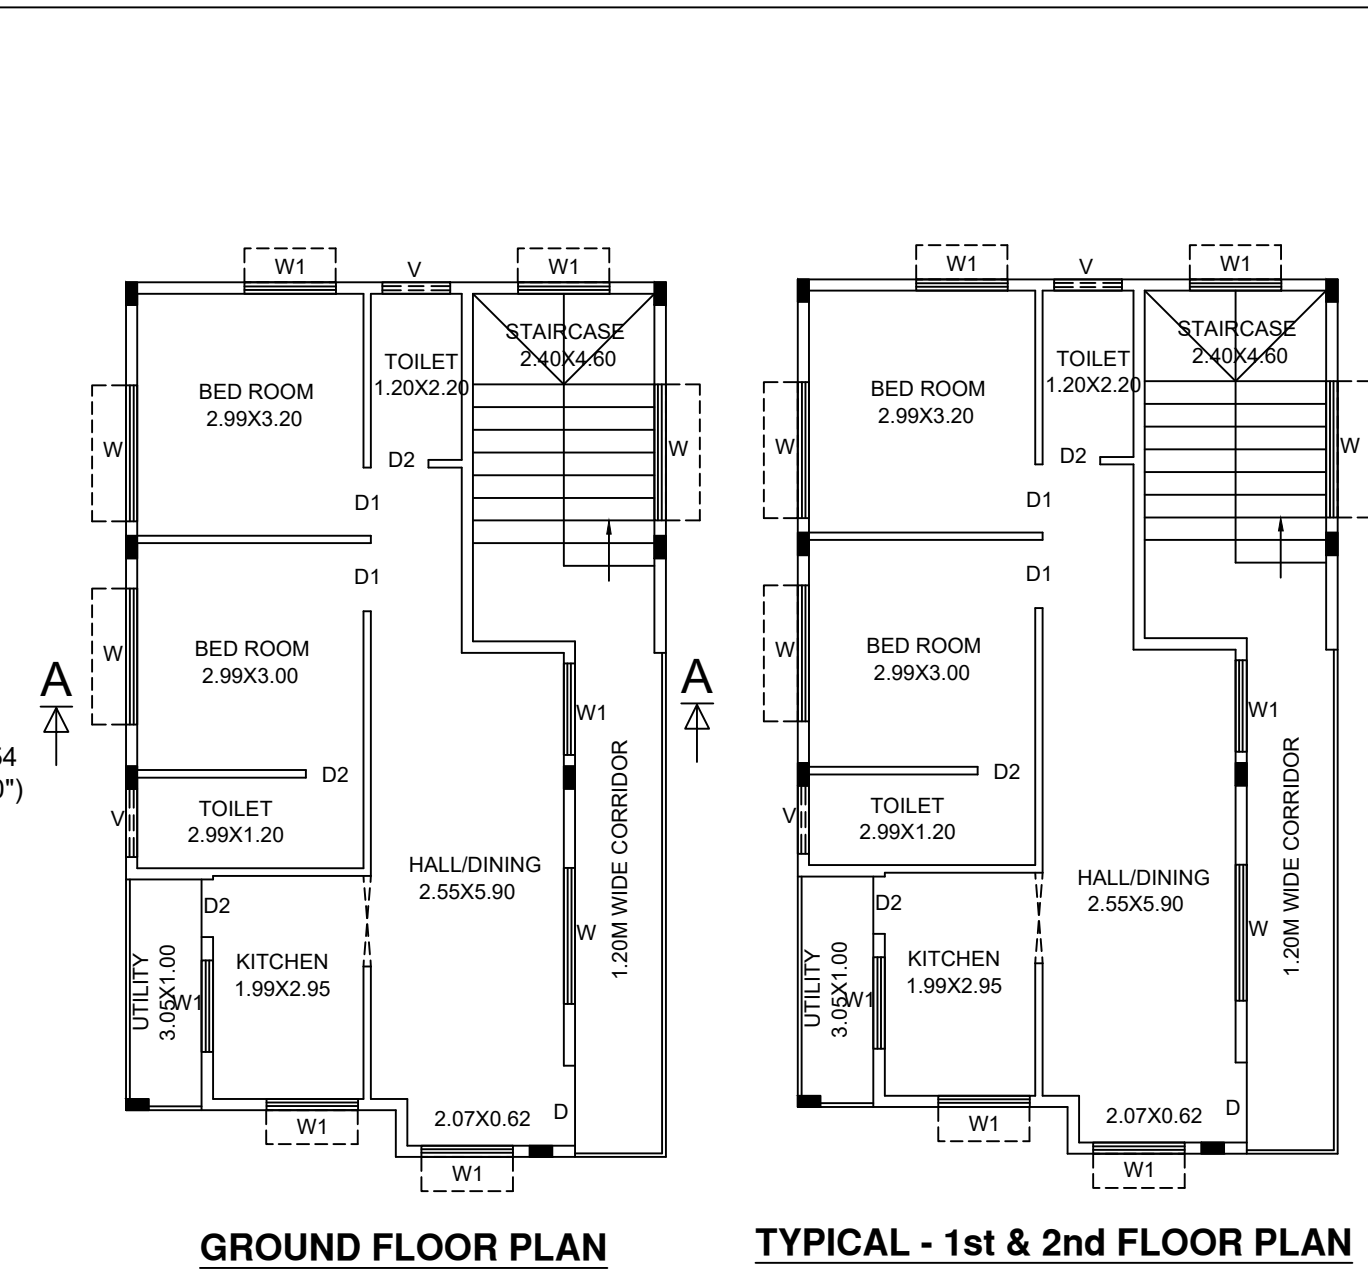 W1
V
W1
STAIRCASE
2.40X4.60
TOILET
1.20X2.20
BED ROOM
2.99X3.20
W
W
D2
D1
D1
BED ROOM
2.99X3.00
W
A
W1
D2
TOILET
2.99X1.20
V
HALL/DINING
2.55X5.90
1.20M WIDE CORRIDOR
D2
W
KITCHEN
1.99X2.95
UTILITY
3.05X1.00
W1
2.07X0.62
D
W1
W1
GROUND FLOOR PLAN
A
54
0")
W1
V
W1
STAIRCASE
2.40X4.60
TOILET
1.20X2.20
BED ROOM
2.99X3.20
W
W
D2
D1
D1
BED ROOM
2.99X3.00
W
W1
D2
TOILET
2.99X1.20
V
HALL/DINING
2.55X5.90
1.20M WIDE CORRIDOR
D2
W
KITCHEN
1.99X2.95
UTILITY
3.05X1.00
W1
2.07X0.62
D
W1
W1
TYPICAL - 1st & 2nd FLOOR PLAN